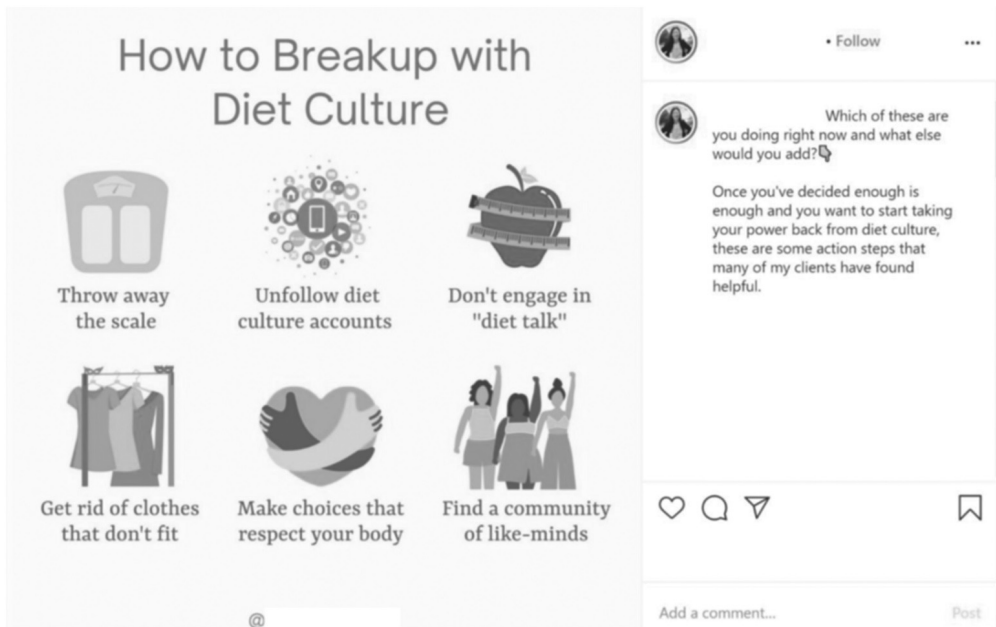 How to Breakup with
Diet Culture
Throw away
the scale
Unfollow diet
culture accounts
Don't engage in
"diet talk"
Get rid of clothes
that don't fit
Make choices that
respect your body
Find a community
of like-minds
@
• Follow
Which of these are
you doing right now and what else
would you add?
Once you've decided enough is
enough and you want to start taking
your power back from diet culture,
these are some action steps that
many of my clients have found
helpful.
Add a comment...
Post